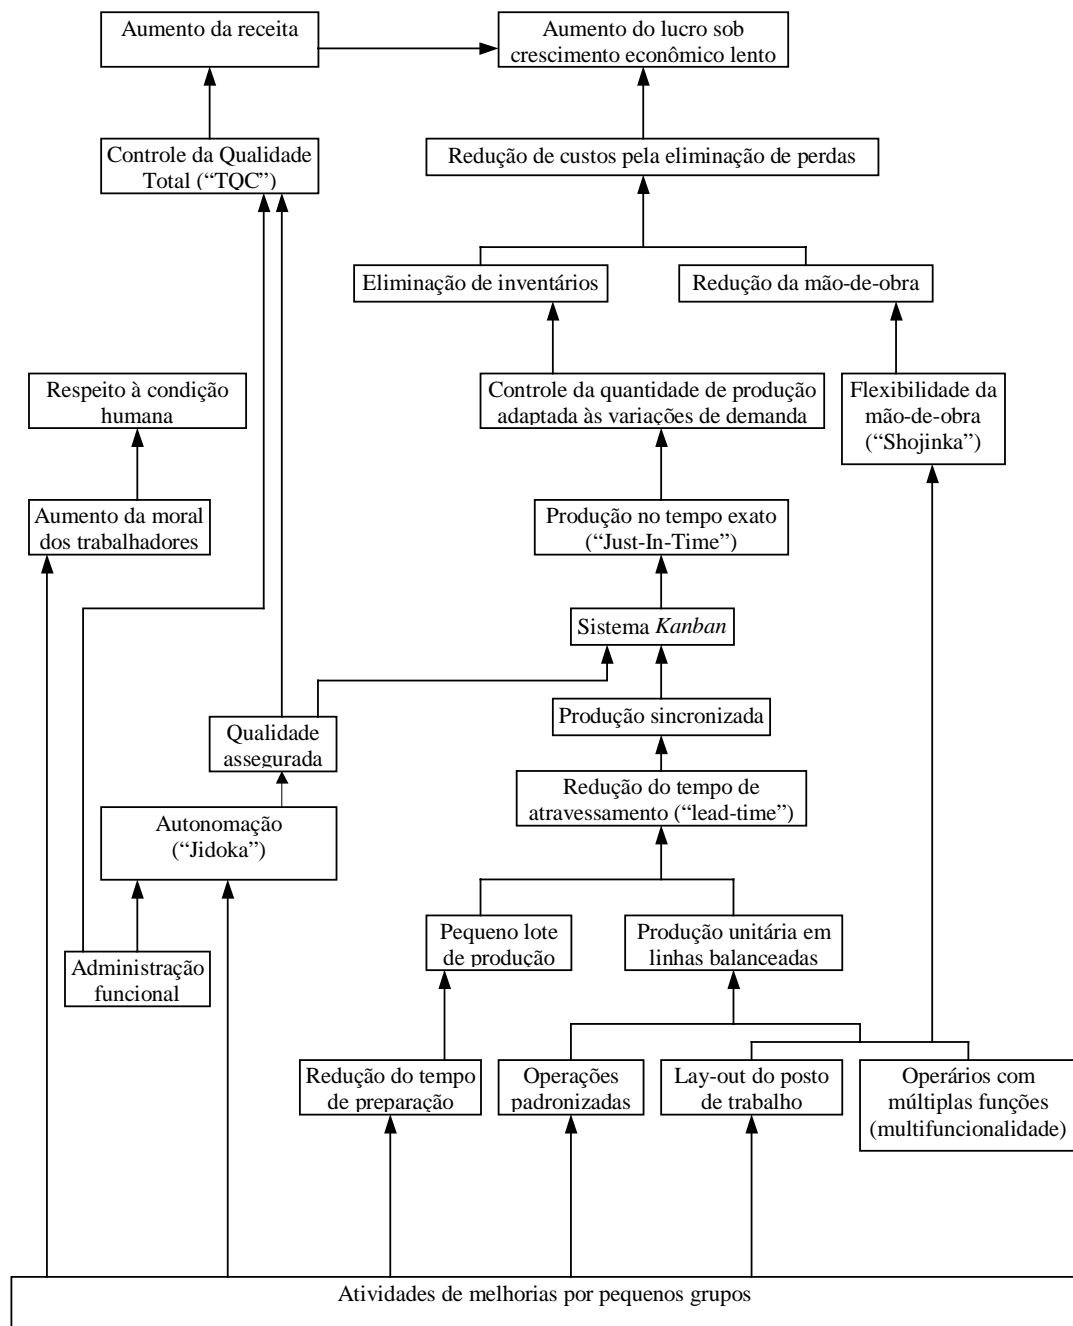 Aumento da receita
Aumento do lucro sob
crescimento econômico lento
Controle da Qualidade
Total (“TQC”)
Redução de custos pela eliminação de perdas
Eliminação de inventários
Redução da mão-de-obra
Respeito à condição
humana
Controle da quantidade de produção
adaptada às variações de demanda
Flexibilidade da
mão-de-obra
(“Shojinka”)
Aumento da moral
dos trabalhadores
Produção no tempo exato
(“Just-In-Time”)
Sistema Kanban
Produção sincronizada
Qualidade
assegurada
Redução do tempo de
atravessamento (“lead-time”)
Autonomação
(“Jidoka”)
Pequeno lote
de produção
Produção unitária em
linhas balanceadas
Administração
funcional
Redução do tempo
de preparação
Operações
padronizadas
Lay-out do posto
de trabalho
Operários com
múltiplas funções
(multifuncionalidade)
Atividades de melhorias por pequenos grupos